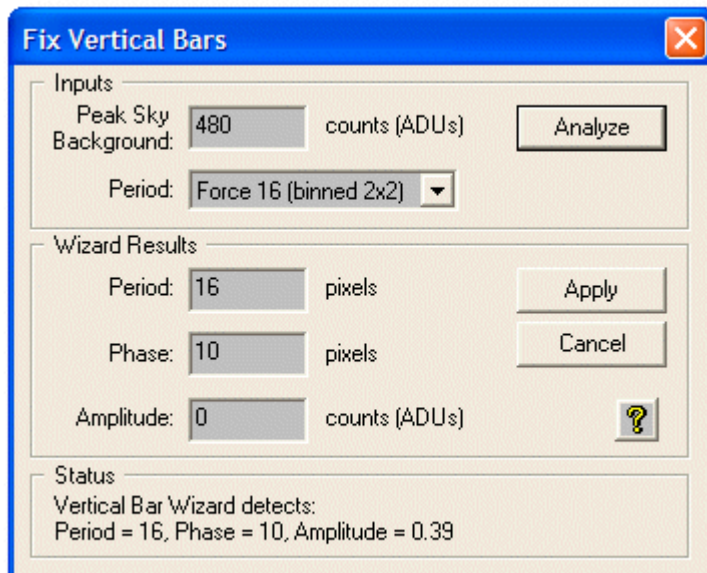 Fix Vertical Bars
Inputs
Peak Sky
Background: 480 counts (ADUs) Analyze
Period: Force 16 (binned 2x2)
Wizard Results
Period: 16 pixels Apply
Phase: 10 pixels Cancel
Amplitude: 0 counts (ADUs) ?
Status
Vertical Bar Wizard detects:
Period = 16, Phase = 10, Amplitude = 0.39